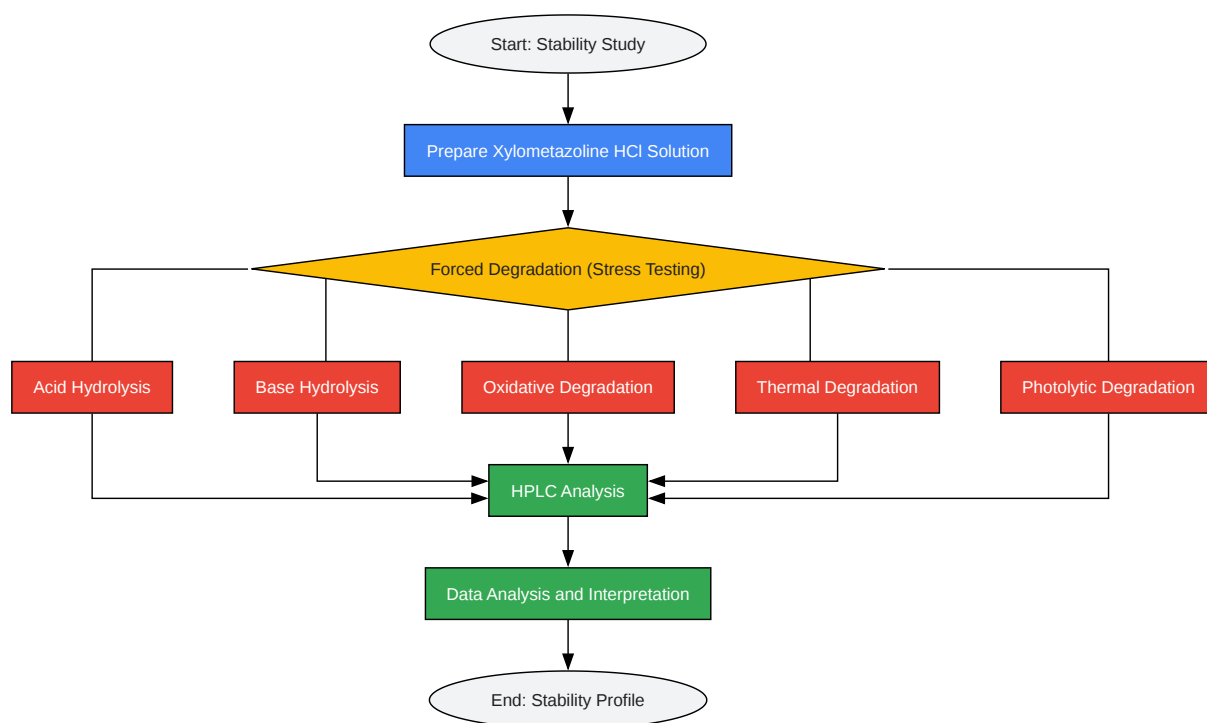 Start: Stability Study
Prepare Xylometazoline HCl Solution
Forced Degradation (Stress Testing)
Acid Hydrolysis
Base Hydrolysis
Oxidative Degradation
Thermal Degradation
Photolytic Degradation
HPLC Analysis
Data Analysis and Interpretation
End: Stability Profile